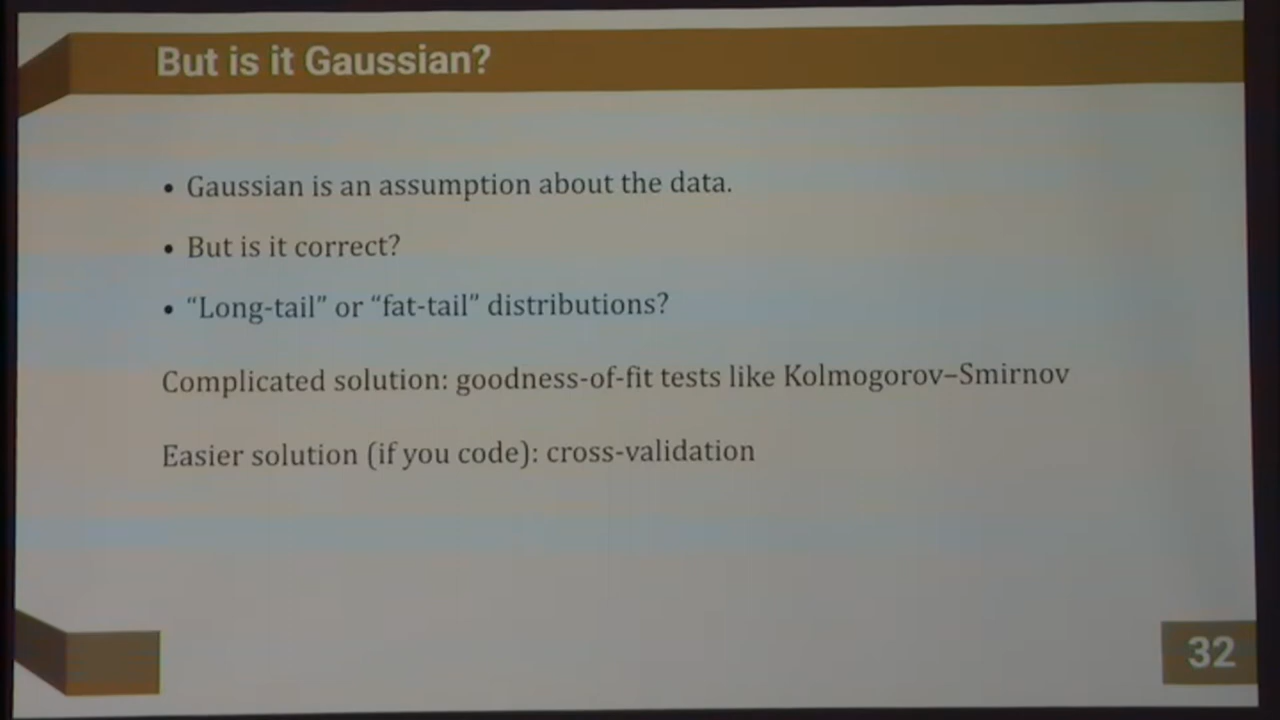 But is it Gaussian?
• Gaussian is an assumption about the data.
• But is it correct?
• “Long-tail” or “fat-tail” distributions?
Complicated solution: goodness-of-fit tests like Kolmogorov–Smirnov
Easier solution (if you code): cross-validation
32